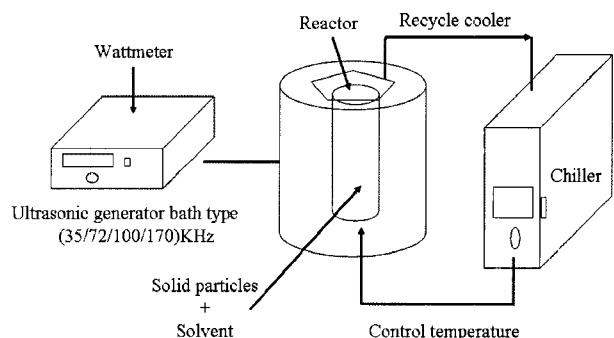 Reactor
Recycle cooler
Wattmeter
Chiller
Ultrasonic generator bath type
(35/72/100/170)KHz
Solid particles
+
Solvent
Control temperature